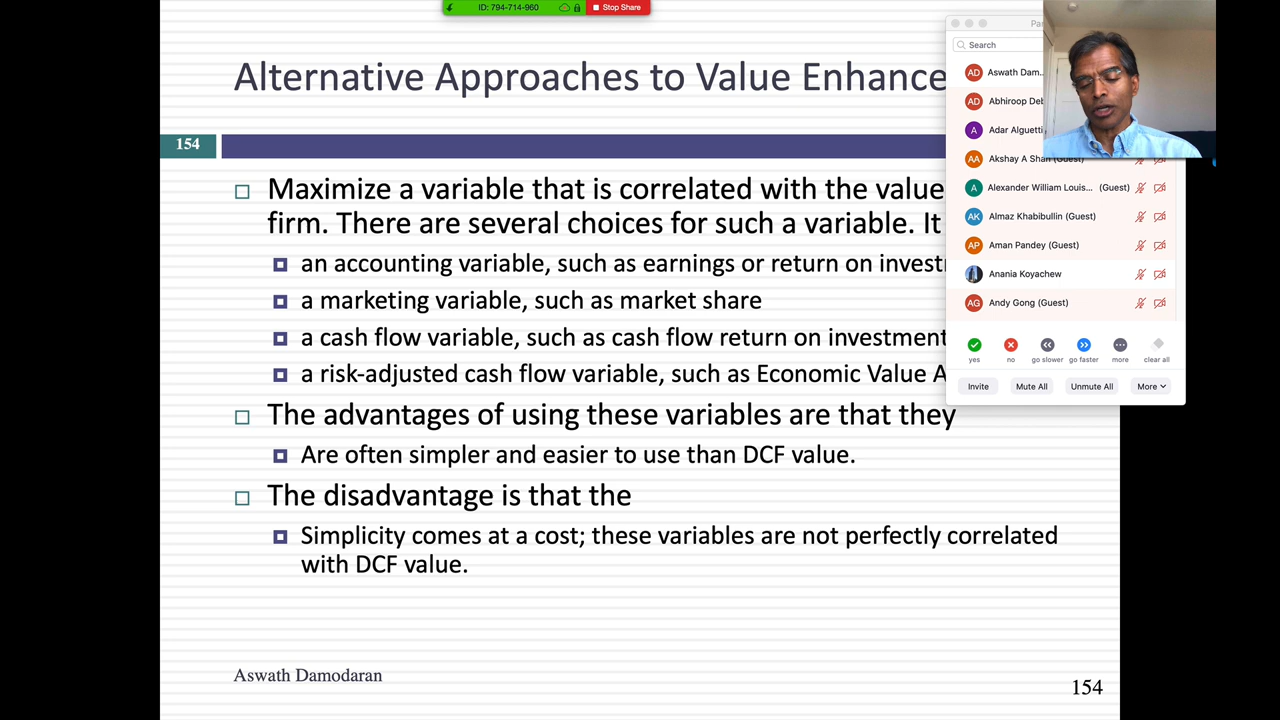 ID: 794-714-960
Stop Share
Alternative Approaches to Value Enhance
154
Maximize a variable that is correlated with the value
firm. There are several choices for such a variable. It
an accounting variable, such as earnings or return on invest
a marketing variable, such as market share
a cash flow variable, such as cash flow return on investment
a risk-adjusted cash flow variable, such as Economic Value A
The advantages of using these variables are that they
Are often simpler and easier to use than DCF value.
The disadvantage is that the
Simplicity comes at a cost; these variables are not perfectly correlated
with DCF value.
Aswath Damodaran
154
Pa
Search
AD Aswath Dam...
AD Abhiroop Deb
A Adar Alguetti
AA Akshay A Shah (Guest)
A Alexander William Louis... (Guest)
AK Almaz Khabibullin (Guest)
AP Aman Pandey (Guest)
Anania Koyachew
AG Andy Gong (Guest)
yes no go slower go faster more clear all
Invite Mute All Unmute All More